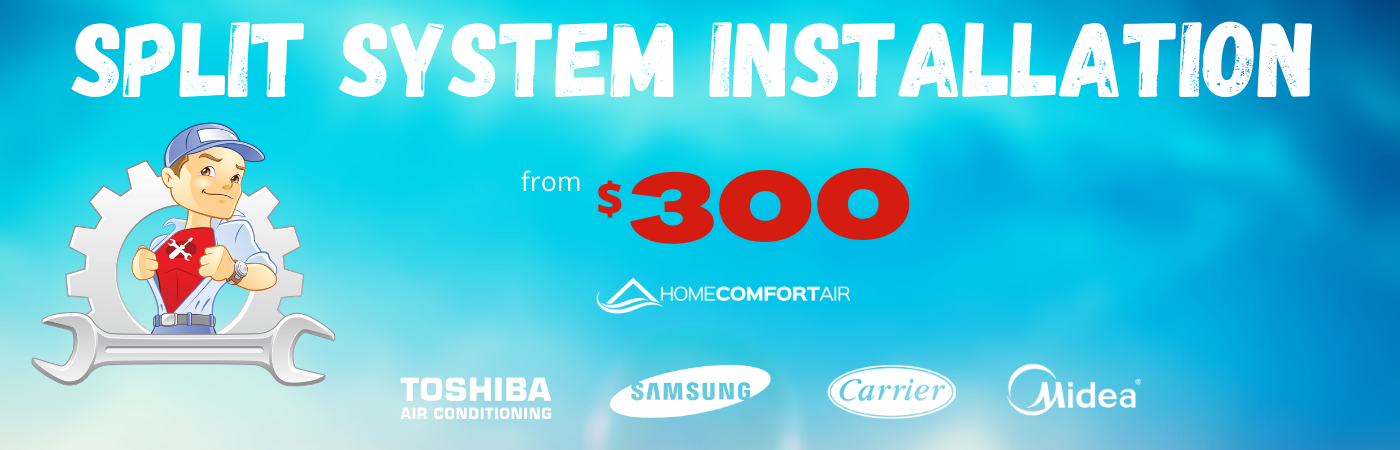 SPLIT SYSTEM INSTALLATION
from $300
HOMECOMFORTAIR
TOSHIBA
AIR CONDITIONING
SAMSUNG
Carrier
Midea®